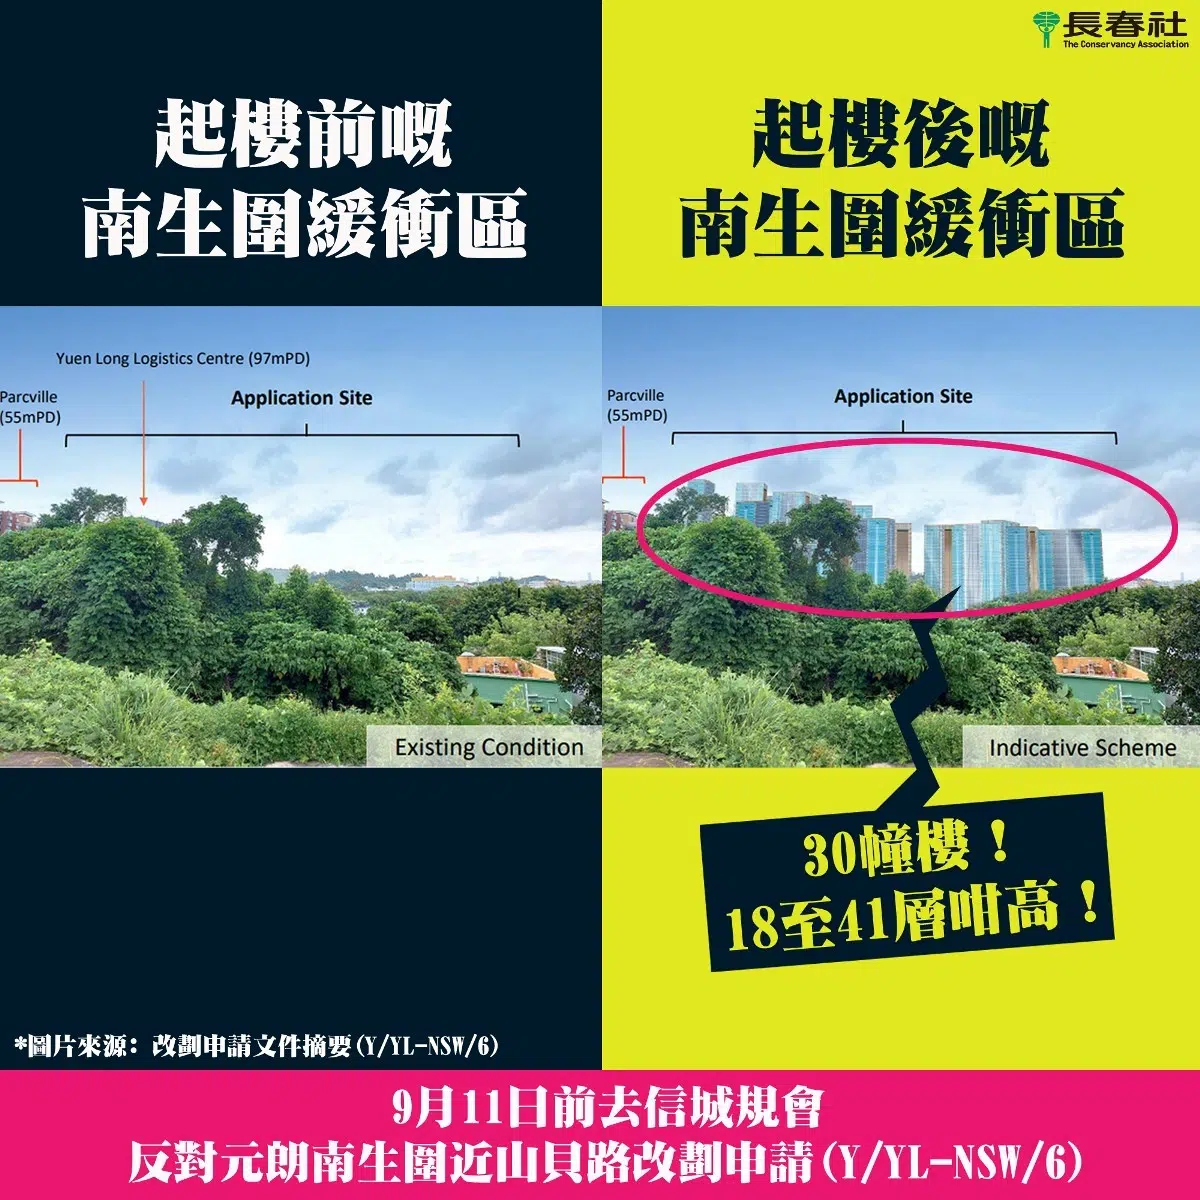 長春社
The Conservancy Association
起樓前嘅
南生圍緩衝區
起樓後嘅
南生圍緩衝區
Yuen Long Logistics Centre (97mPD)
Parcville
(55mPD)
Application Site
Existing Condition
Parcville
(55mPD)
Application Site
Indicative Scheme
30幢樓！
18至41層咁高！
*圖片來源：改劃申請文件摘要(Y/YL-NSW/6)
9月11日前去信城規會
反對元朗南生圍近山貝路改劃申請(Y/YL-NSW/6)